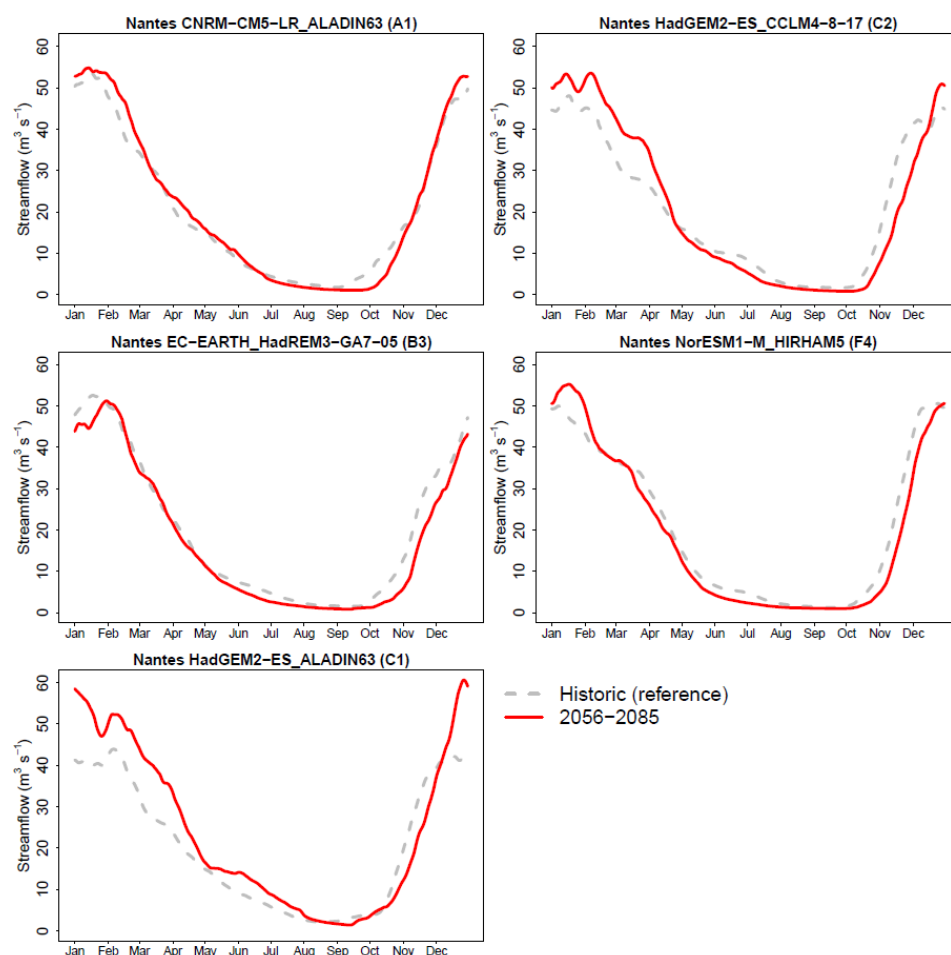 Nantes CNRM−CM5−LR_ALADIN63 (A1)
Streamflow (m³ s⁻¹)
60
50
40
30
20
10
0
Jan Feb Mar Apr May Jun Jul Aug Sep Oct Nov Dec
Nantes HadGEM2−ES_CCLM4−8−17 (C2)
Streamflow (m³ s⁻¹)
60
50
40
30
20
10
0
Jan Feb Mar Apr May Jun Jul Aug Sep Oct Nov Dec
Nantes EC−EARTH_HadREM3−GA7−05 (B3)
Streamflow (m³ s⁻¹)
60
50
40
30
20
10
0
Jan Feb Mar Apr May Jun Jul Aug Sep Oct Nov Dec
Nantes NorESM1−M_HIRHAM5 (F4)
Streamflow (m³ s⁻¹)
60
50
40
30
20
10
0
Jan Feb Mar Apr May Jun Jul Aug Sep Oct Nov Dec
Nantes HadGEM2−ES_ALADIN63 (C1)
Streamflow (m³ s⁻¹)
60
50
40
30
20
10
0
Jan Feb Mar Apr May Jun Jul Aug Sep Oct Nov Dec
Historic (reference)
2056−2085